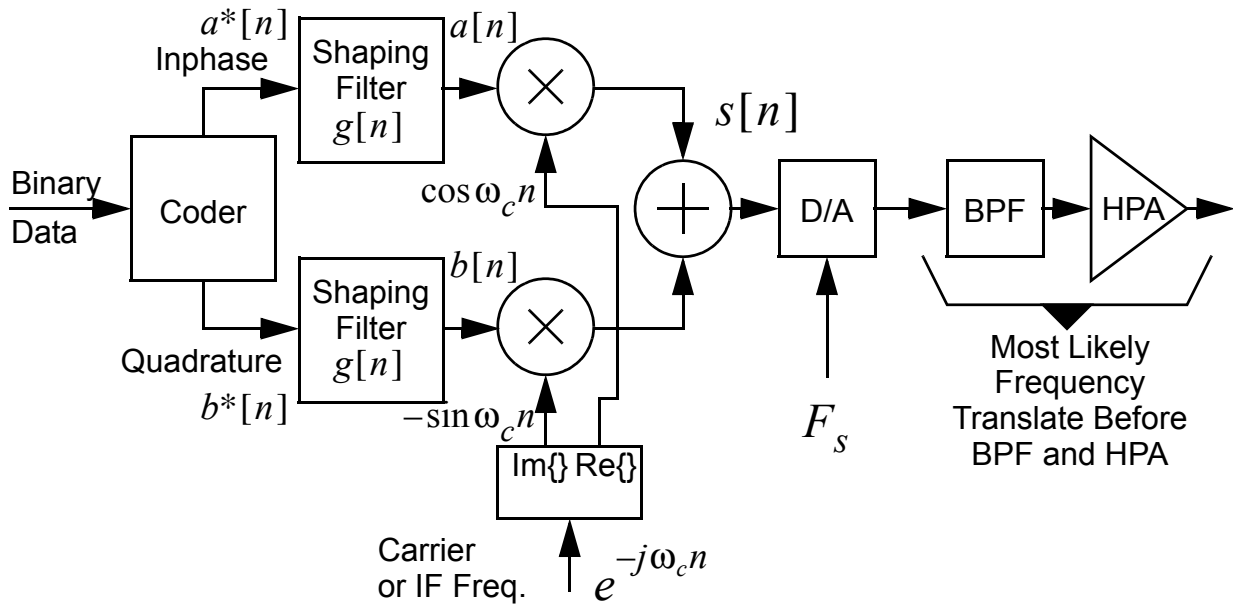 a*[n]
Inphase
Shaping
Filter
g[n]
a[n]
×
s[n]
Binary
Data
Coder
cos ω_c n
+
D/A
BPF
HPA
Quadrature
b*[n]
Shaping
Filter
g[n]
b[n]
×
–sin ω_c n
F_s
Most Likely
Frequency
Translate Before
BPF and HPA
Im{} Re{}
Carrier
or IF Freq.
e^{–jω_c n}